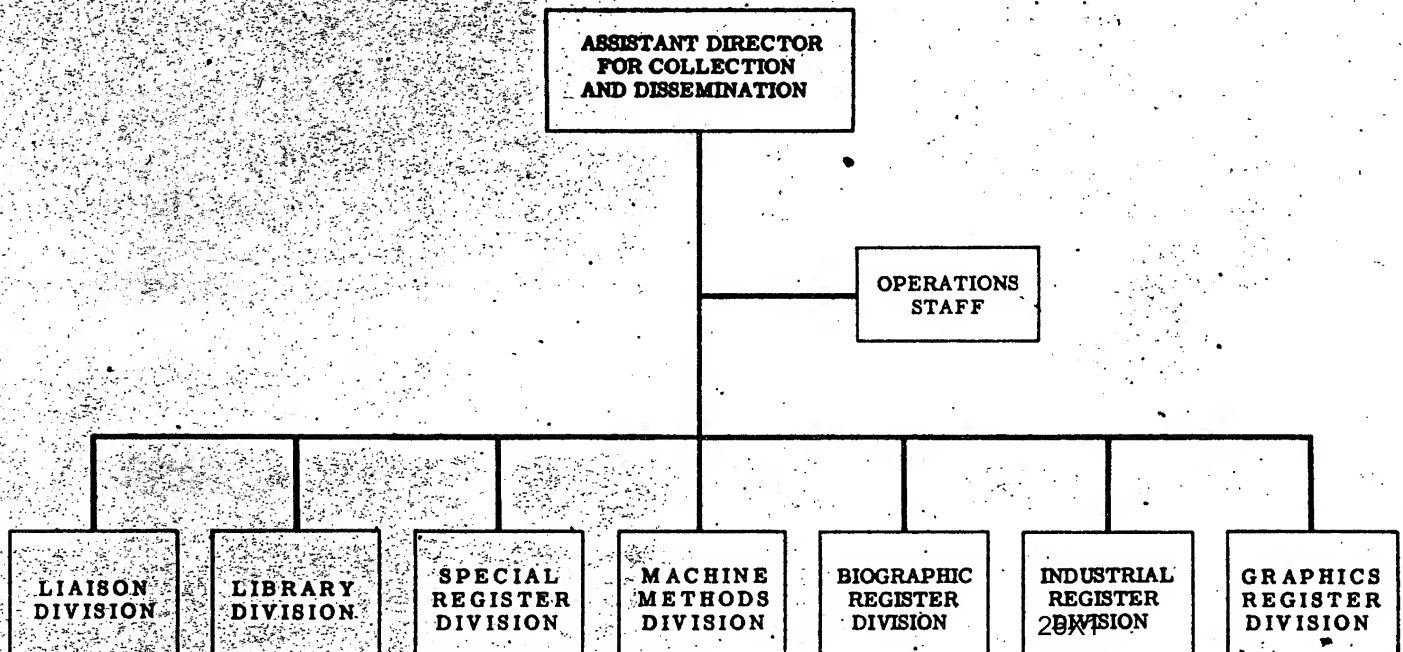 ASSISTANT DIRECTOR
FOR COLLECTION
AND DISSEMINATION
OPERATIONS
STAFF
LIAISON
DIVISION
LIBRARY
DIVISION
SPECIAL
REGISTER
DIVISION
MACHINE
METHODS
DIVISION
BIOGRAPHIC
REGISTER
DIVISION
INDUSTRIAL
REGISTER
DIVISION
25X1
GRAPHICS
REGISTER
DIVISION